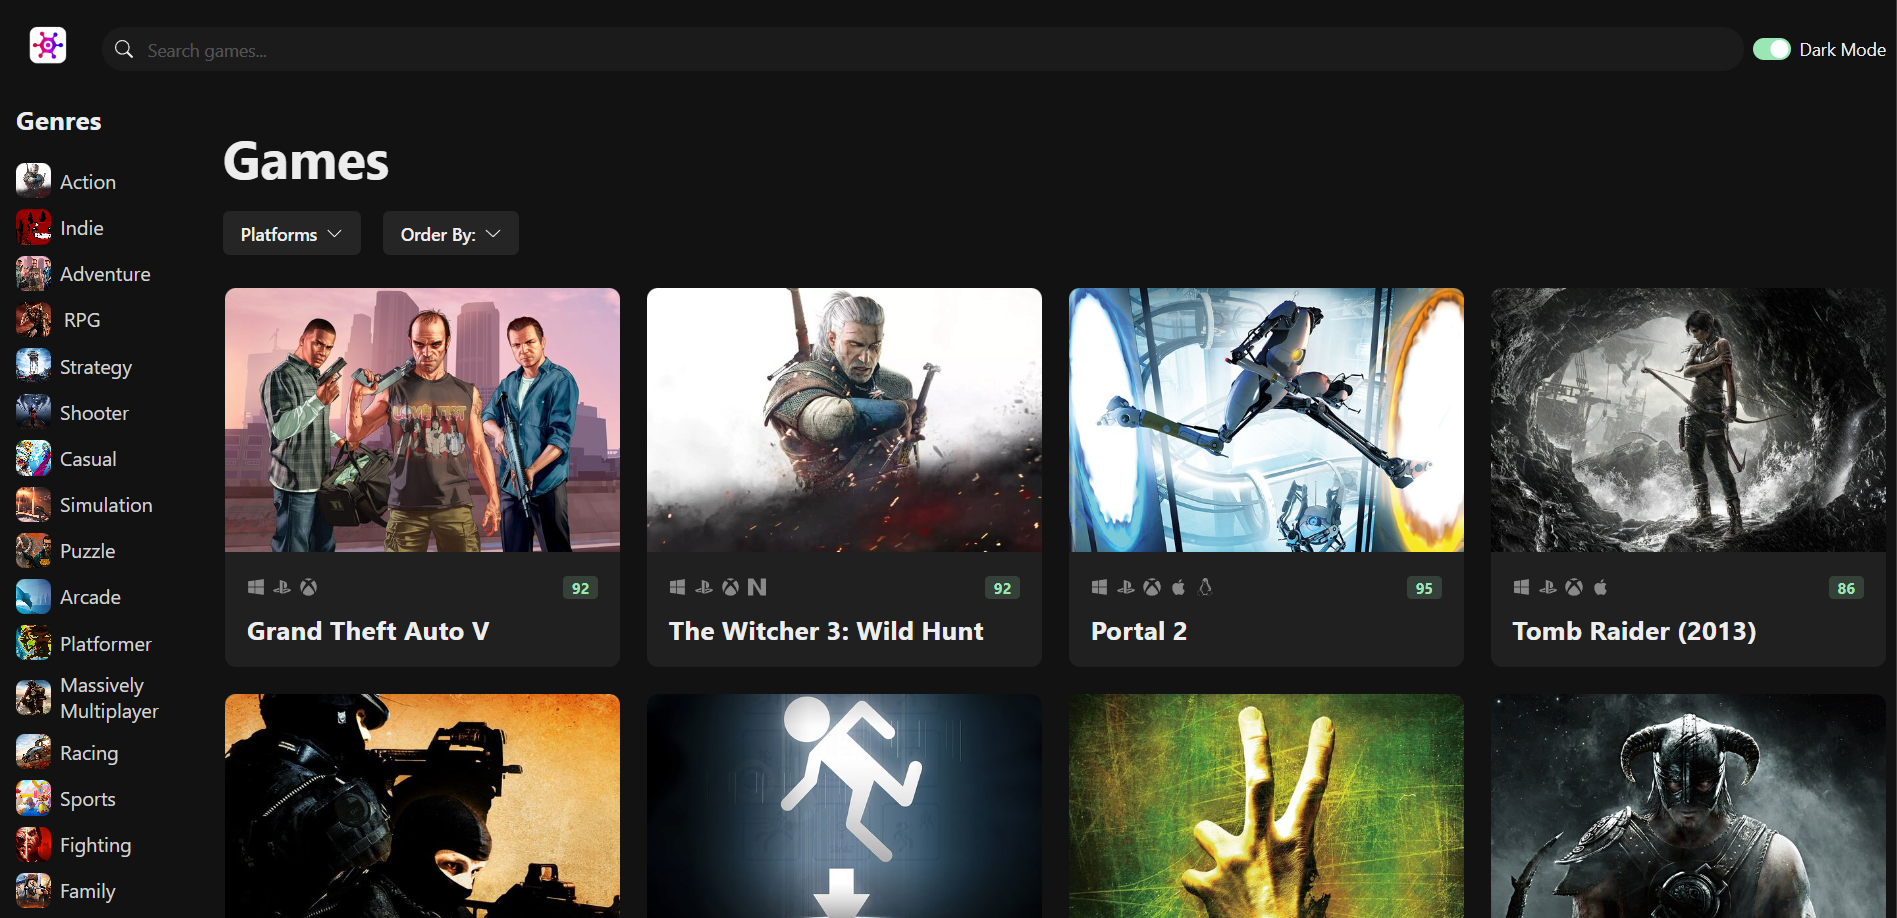 Search games...
Dark Mode
Genres
Action
Indie
Adventure
RPG
Strategy
Shooter
Casual
Simulation
Puzzle
Arcade
Platformer
Massively
Multiplayer
Racing
Sports
Fighting
Family
Games
Platforms
Order By:
92
Grand Theft Auto V
92
The Witcher 3: Wild Hunt
95
Portal 2
86
Tomb Raider (2013)